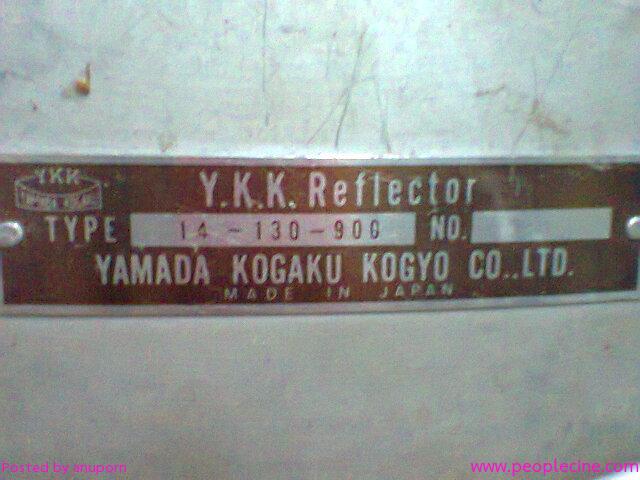 YKK
Y.K.K. Reflector
TYPE 14-130-900 NO.
YAMADA KOGAKU KOGYO CO.,LTD.
MADE IN JAPAN
Posted by anuporn
www.peoplecine.com